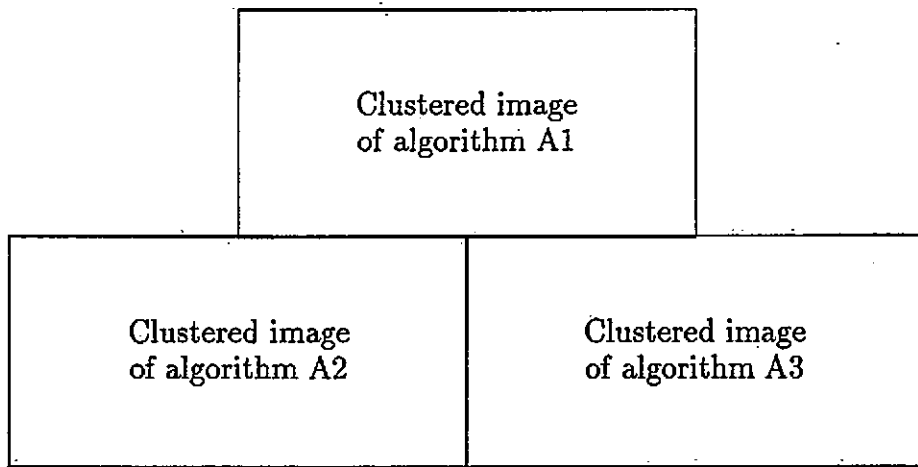 Clustered image
of algorithm A1
Clustered image
of algorithm A2
Clustered image
of algorithm A3